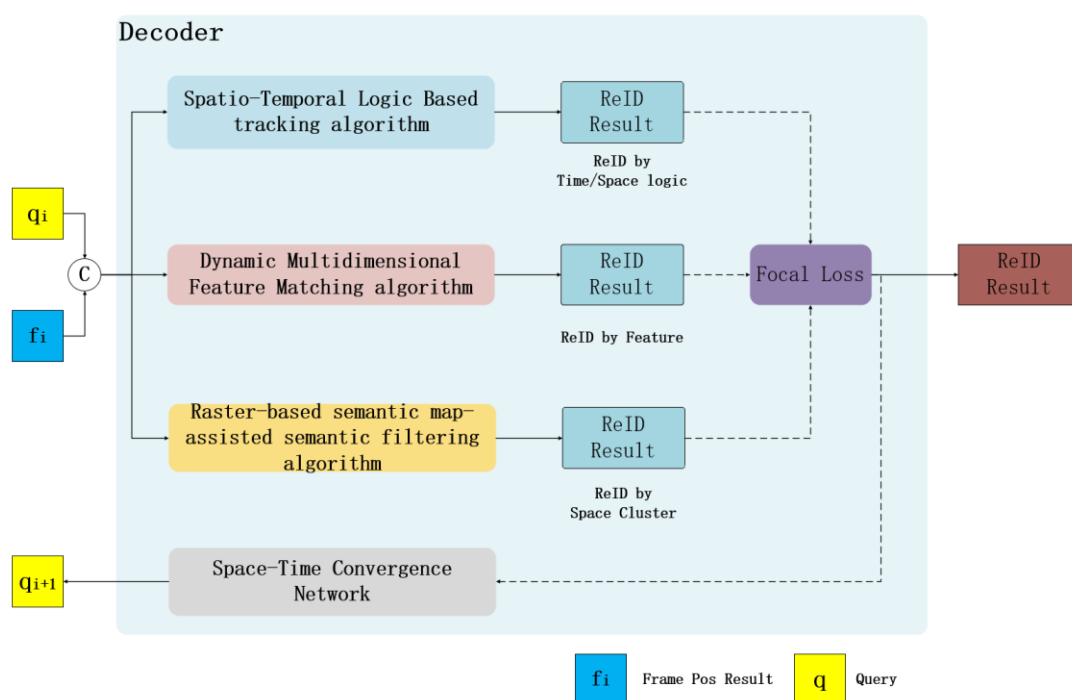 Decoder
Spatio-Temporal Logic Based
tracking algorithm
ReID
Result
ReID by
Time/Space logic
qi
C
fi
Dynamic Multidimensional
Feature Matching algorithm
ReID
Result
ReID by Feature
Focal Loss
ReID
Result
Raster-based semantic map-
assisted semantic filtering
algorithm
ReID
Result
ReID by
Space Cluster
qi+1
Space-Time Convergence
Network
fi
Frame Pos Result
q
Query